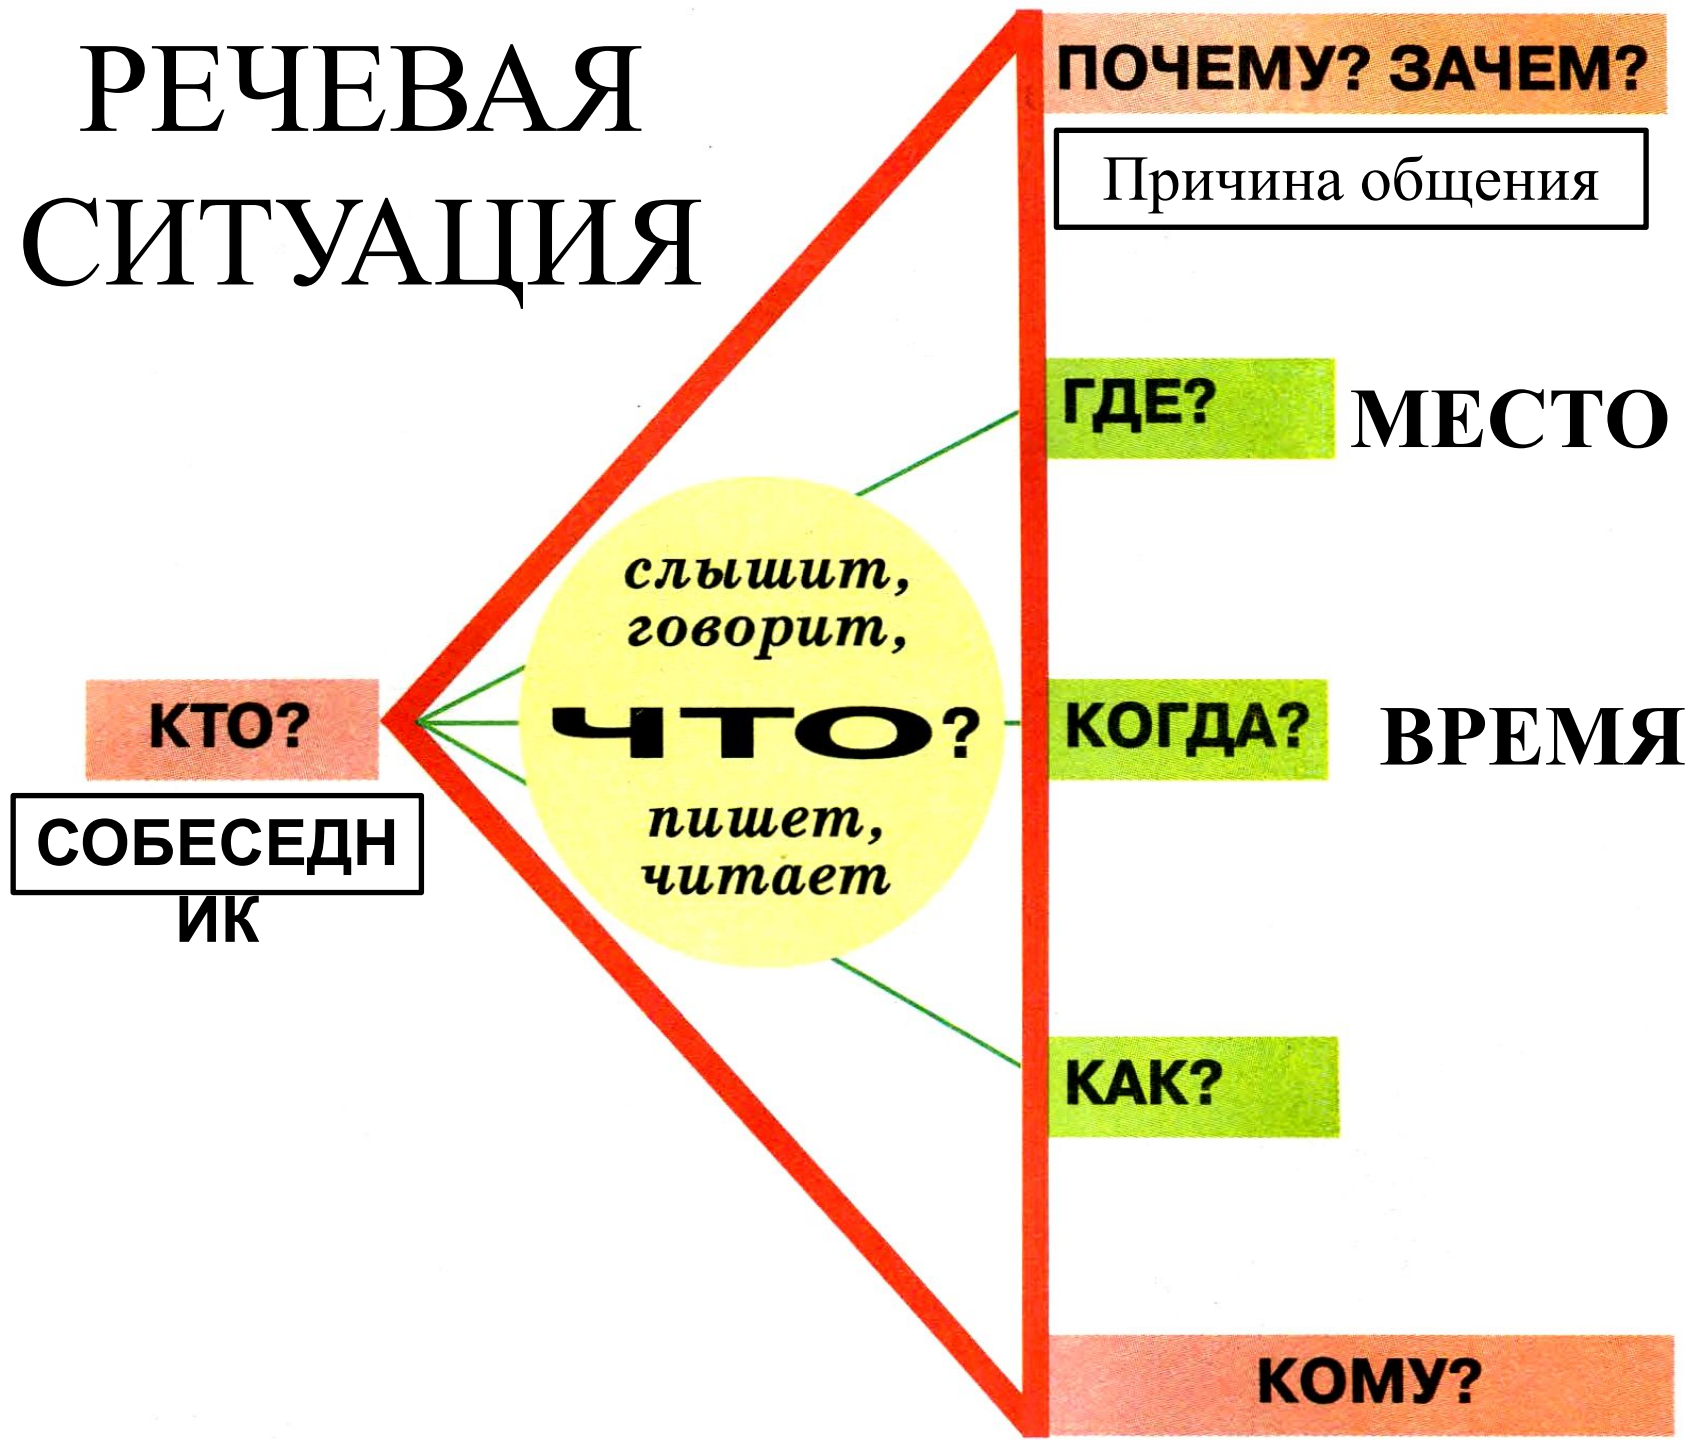 РЕЧЕВАЯ
СИТУАЦИЯ
ПОЧЕМУ? ЗАЧЕМ?
Причина общения
ГДЕ?
МЕСТО
слышит,
говорит,
ЧТО?
пишет,
читает
КТО?
СОБЕСЕДН
ИК
КОГДА?
ВРЕМЯ
КАК?
КОМУ?